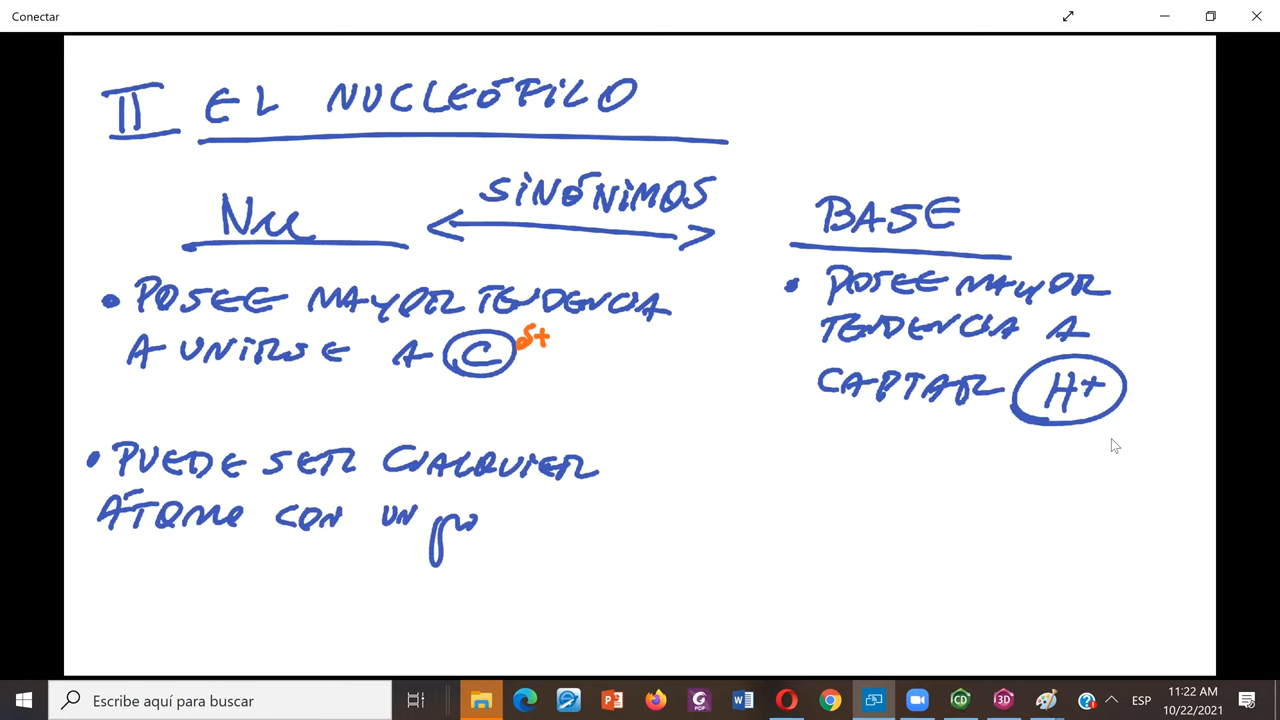 Conectar
II EL NUCLEÓFILO
SINÓNIMOS
Nu
BASE
• POSEE MAYOR TENDENCIA
A UNIRSE A C δ+
• POSEE MAYOR
TENDENCIA A
CAPTAR H+
• PUEDE SER CUALQUIER
ÁTOMO CON UN
Escribe aquí para buscar
ESP
11:22 AM
10/22/2021